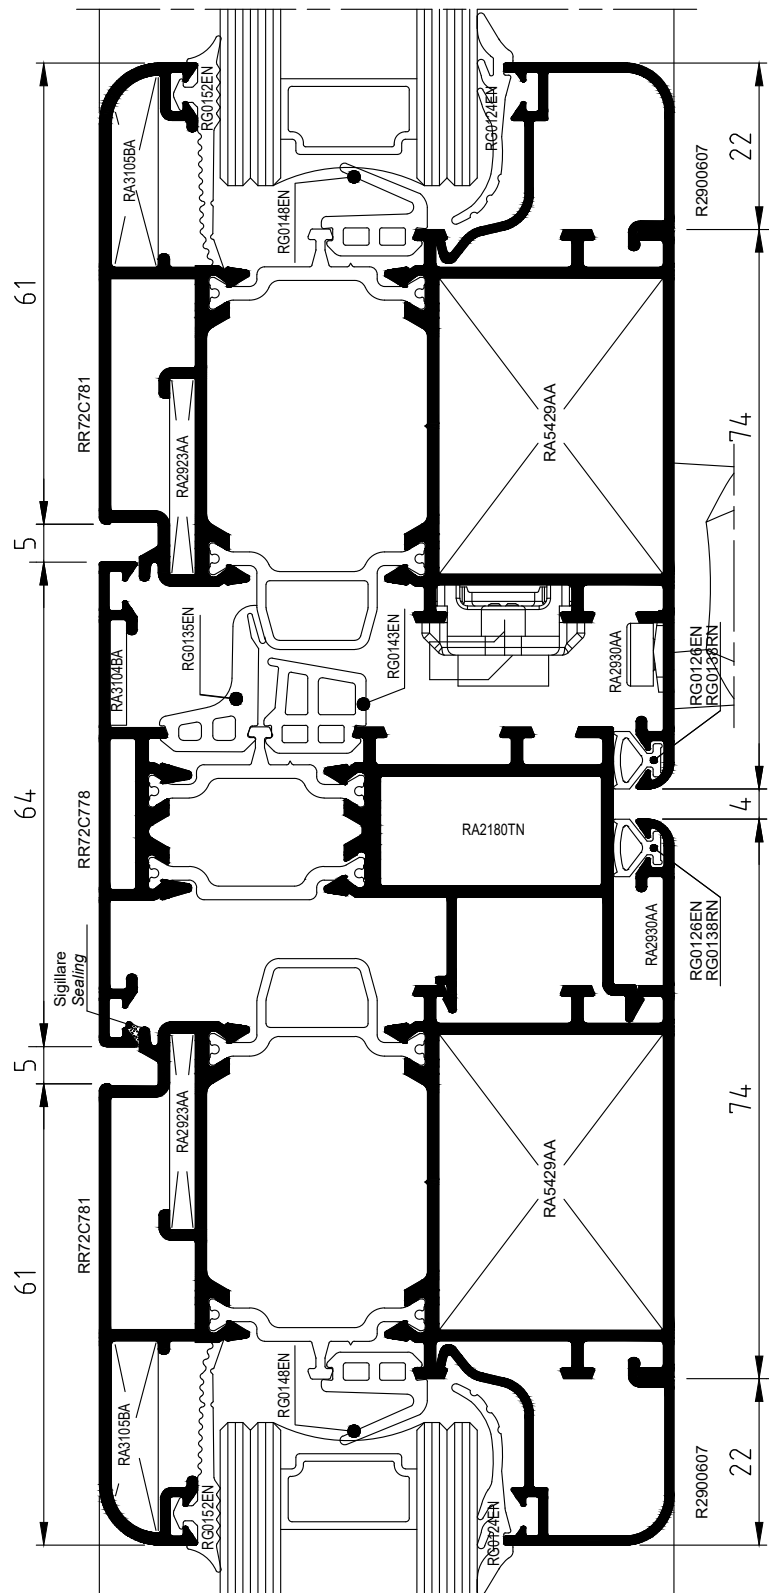 RG0152EN
RG0124EN
22
RA3105BA
R2900607
RG0148EN
61
74
RR72C781
RA2923AA
RA5429AA
5
RG0135EN
RG0143EN
RA3104BA
RA2930AA
RG0126EN
RG0138RN
64
RR72C778
RA2180TN
4
Sigillare
Sealing
RA2930AA
RG0126EN
RG0138RN
5
RA2923AA
74
RA5429AA
RR72C781
61
RG0148EN
RA3105BA
22
R2900607
RG0152EN
RG0124EN